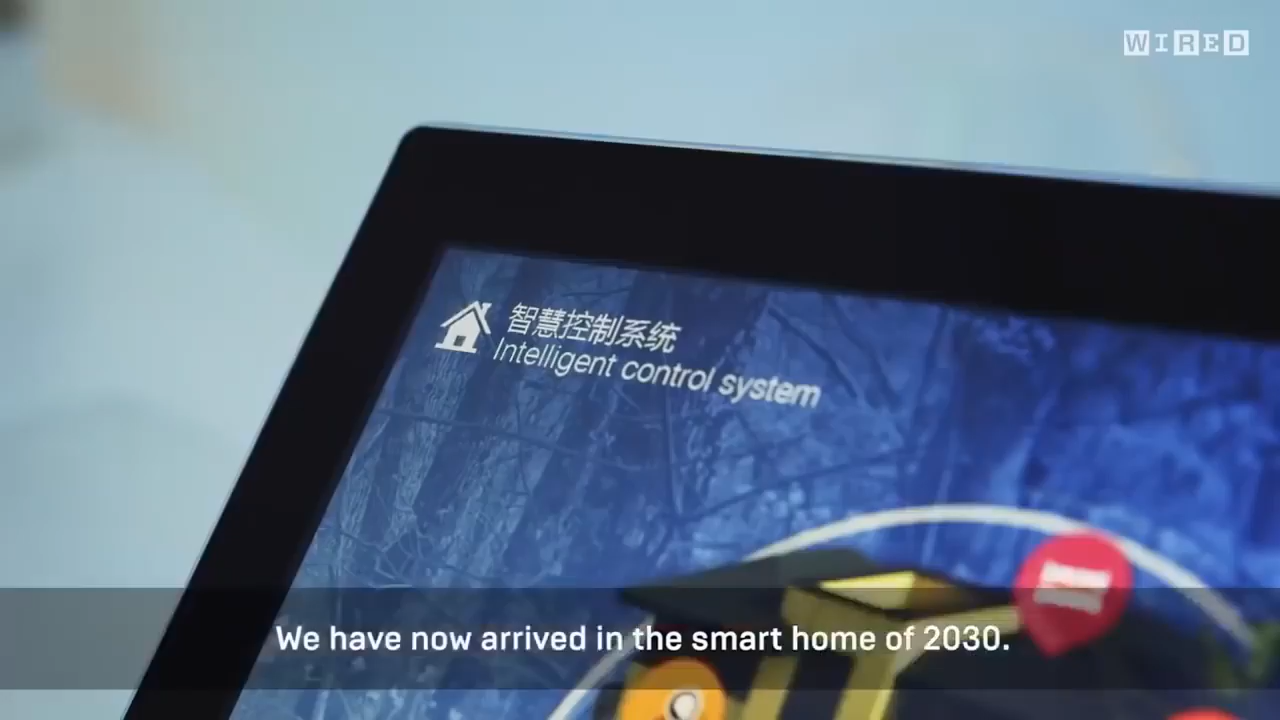 WIRED
智慧控制系统
Intelligent control system
We have now arrived in the smart home of 2030.